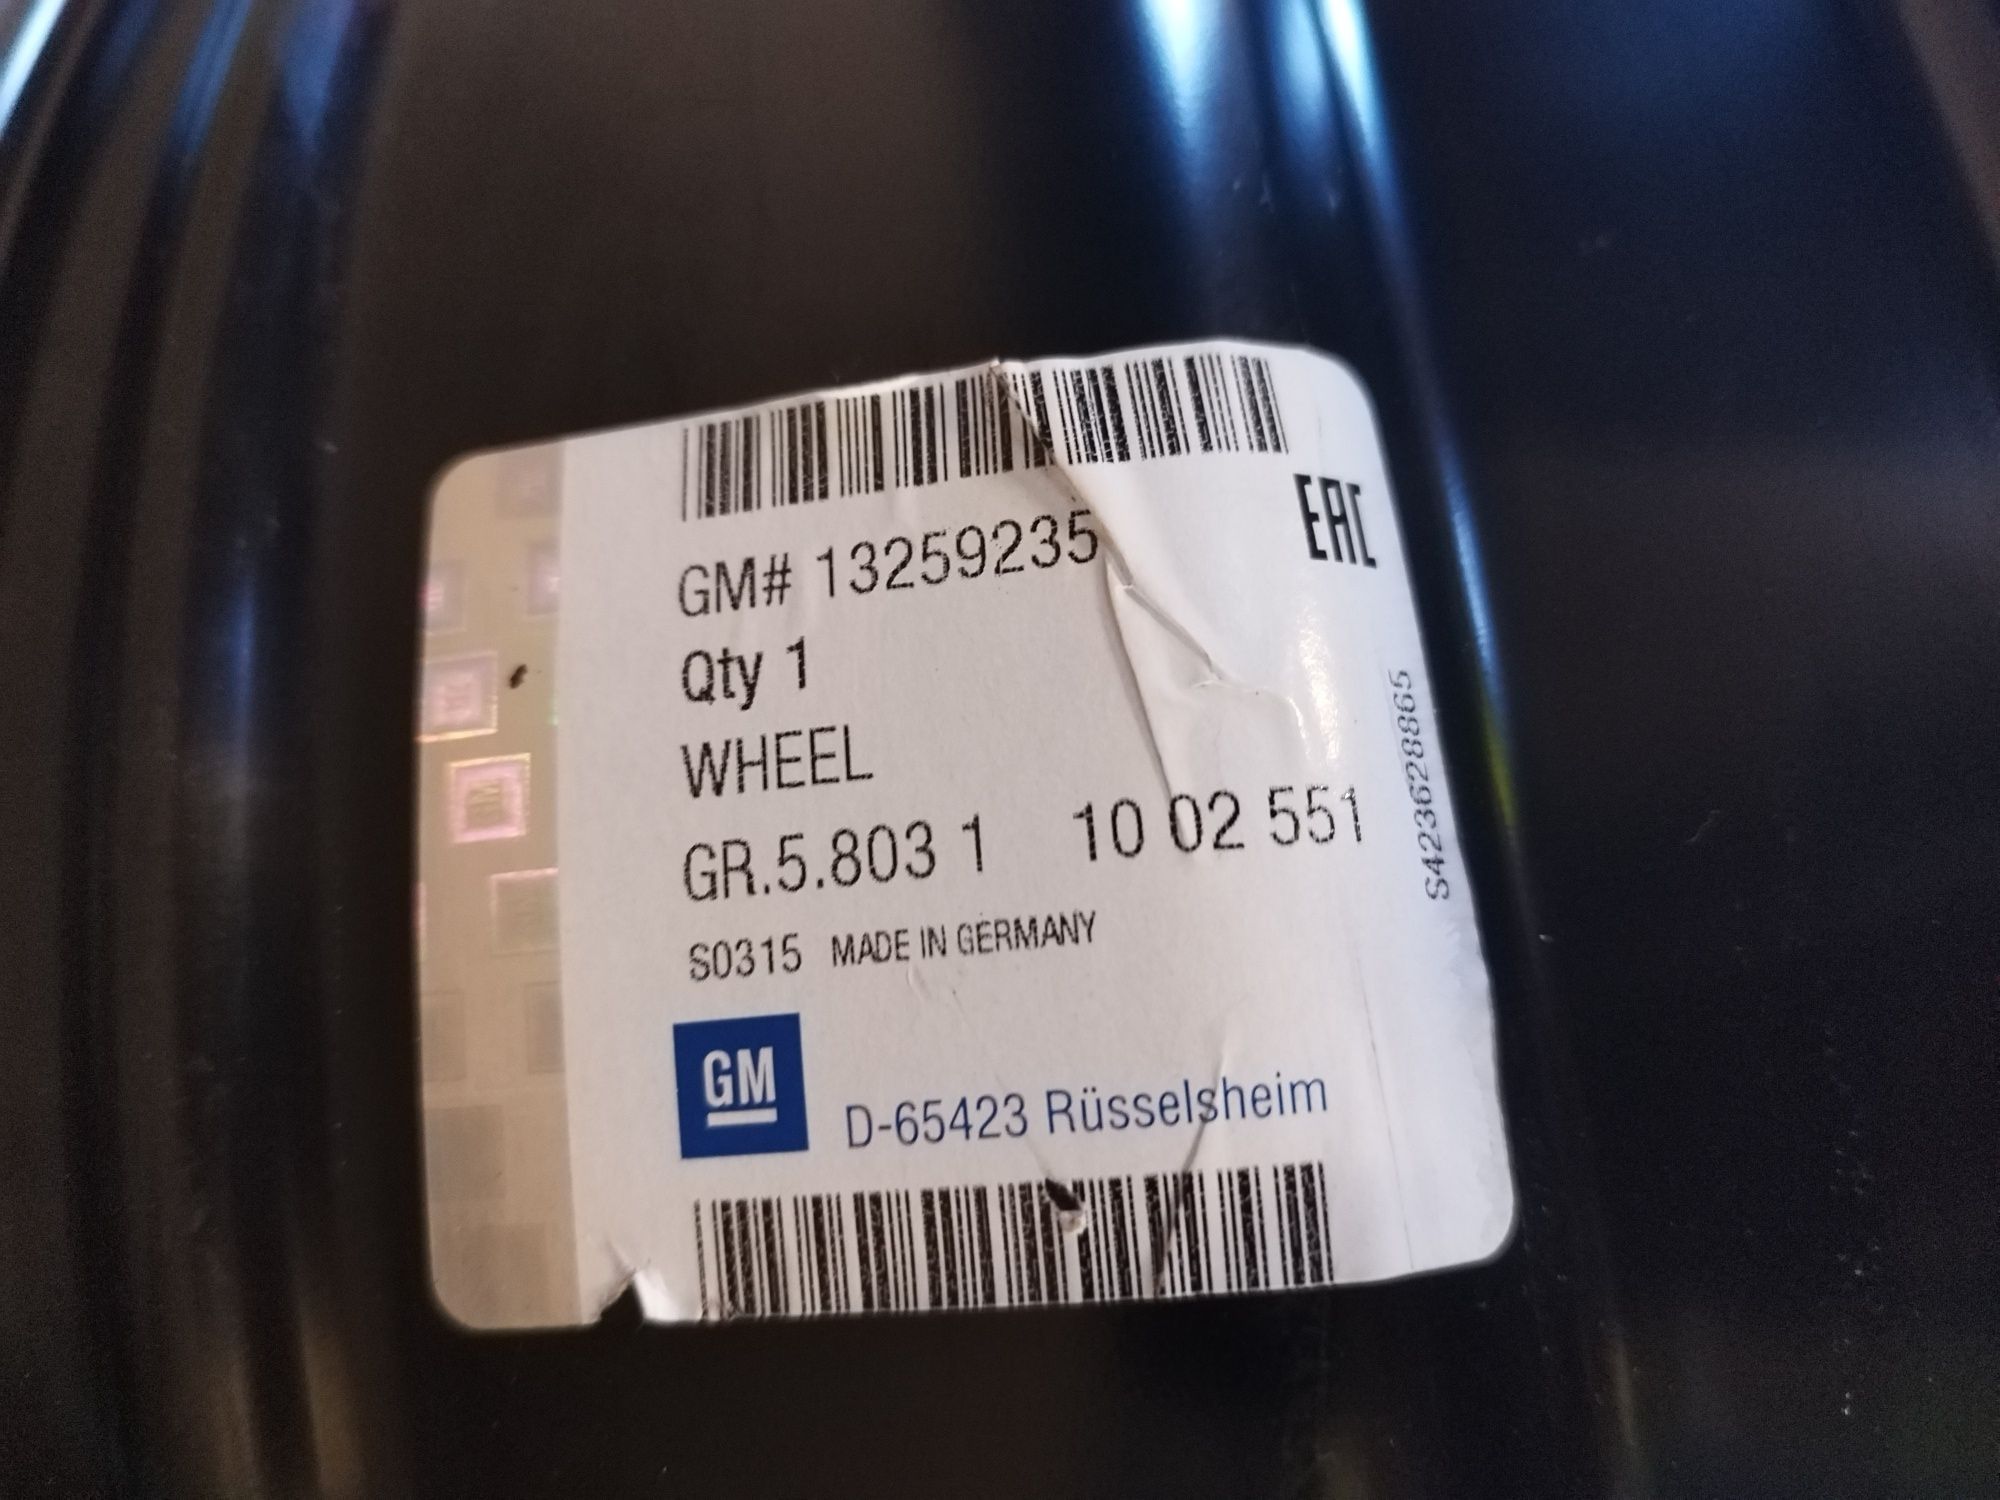 GM# 13259235
EAC
Qty 1
WHEEL
GR.5.803 1 10 02 551
S0315 MADE IN GERMANY
GM
D-65423 Rüsselsheim
S4236228865